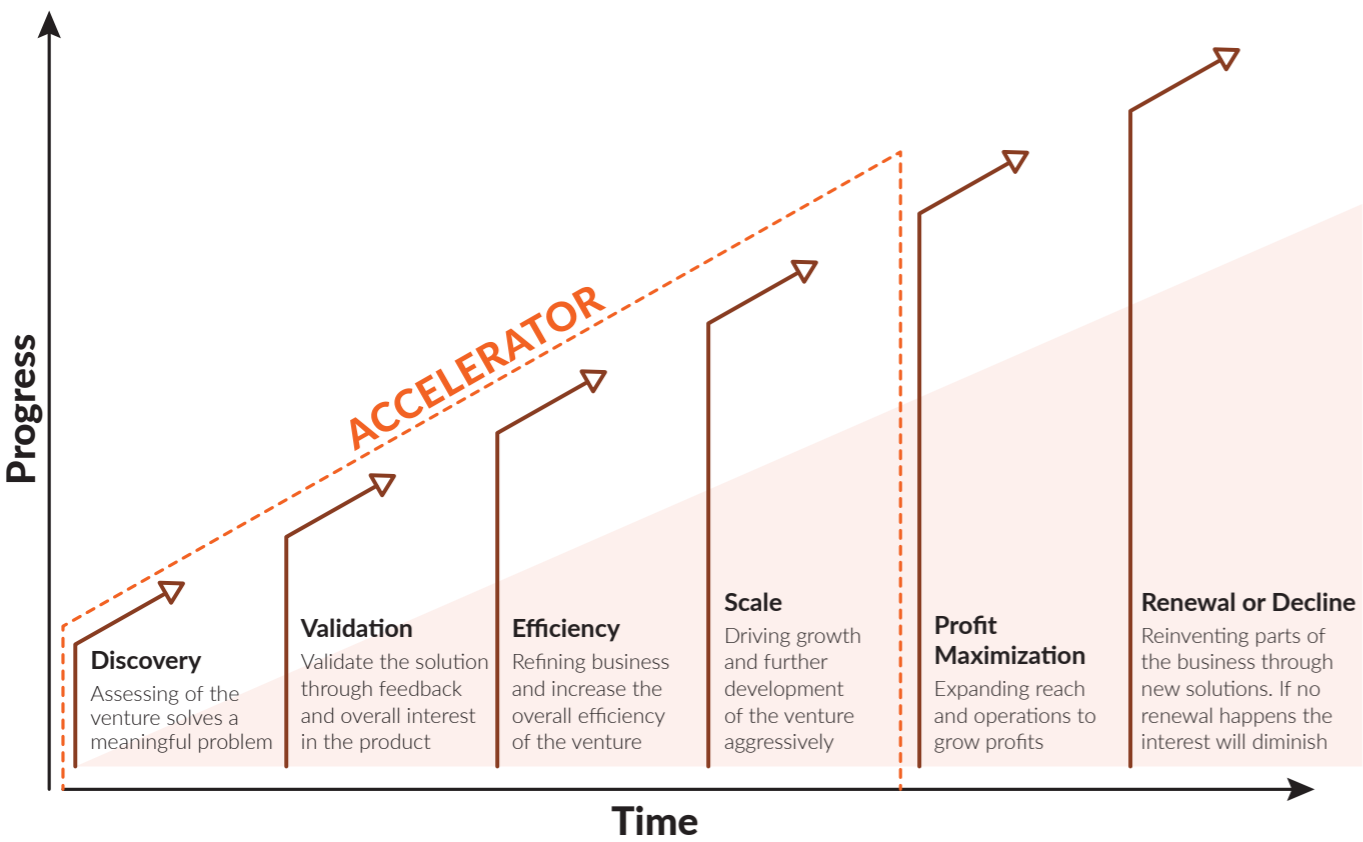 Progress
ACCELERATOR
Discovery
Assessing of the
venture solves a
meaningful problem
Validation
Validate the solution
through feedback
and overall interest
in the product
Efficiency
Refining business
and increase the
overall efficiency
of the venture
Scale
Driving growth
and further
development
of the venture
aggressively
Profit
Maximization
Expanding reach
and operations to
grow profits
Renewal or Decline
Reinventing parts of
the business through
new solutions. If no
renewal happens the
interest will diminish
Time